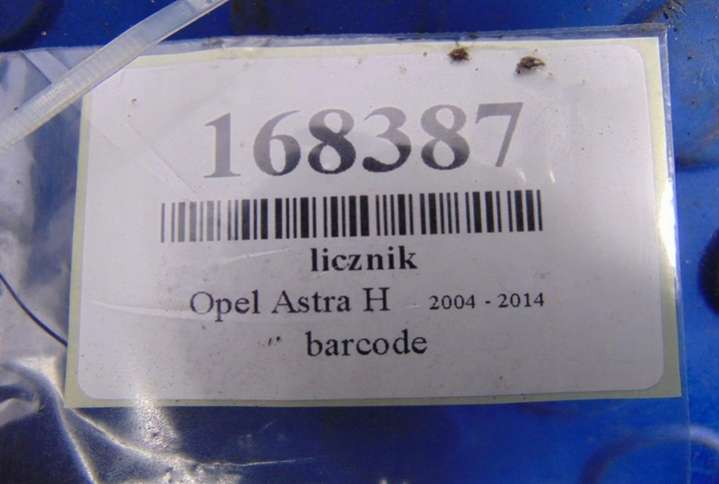 168387
licznik
Opel Astra H 2004 - 2014
barcode